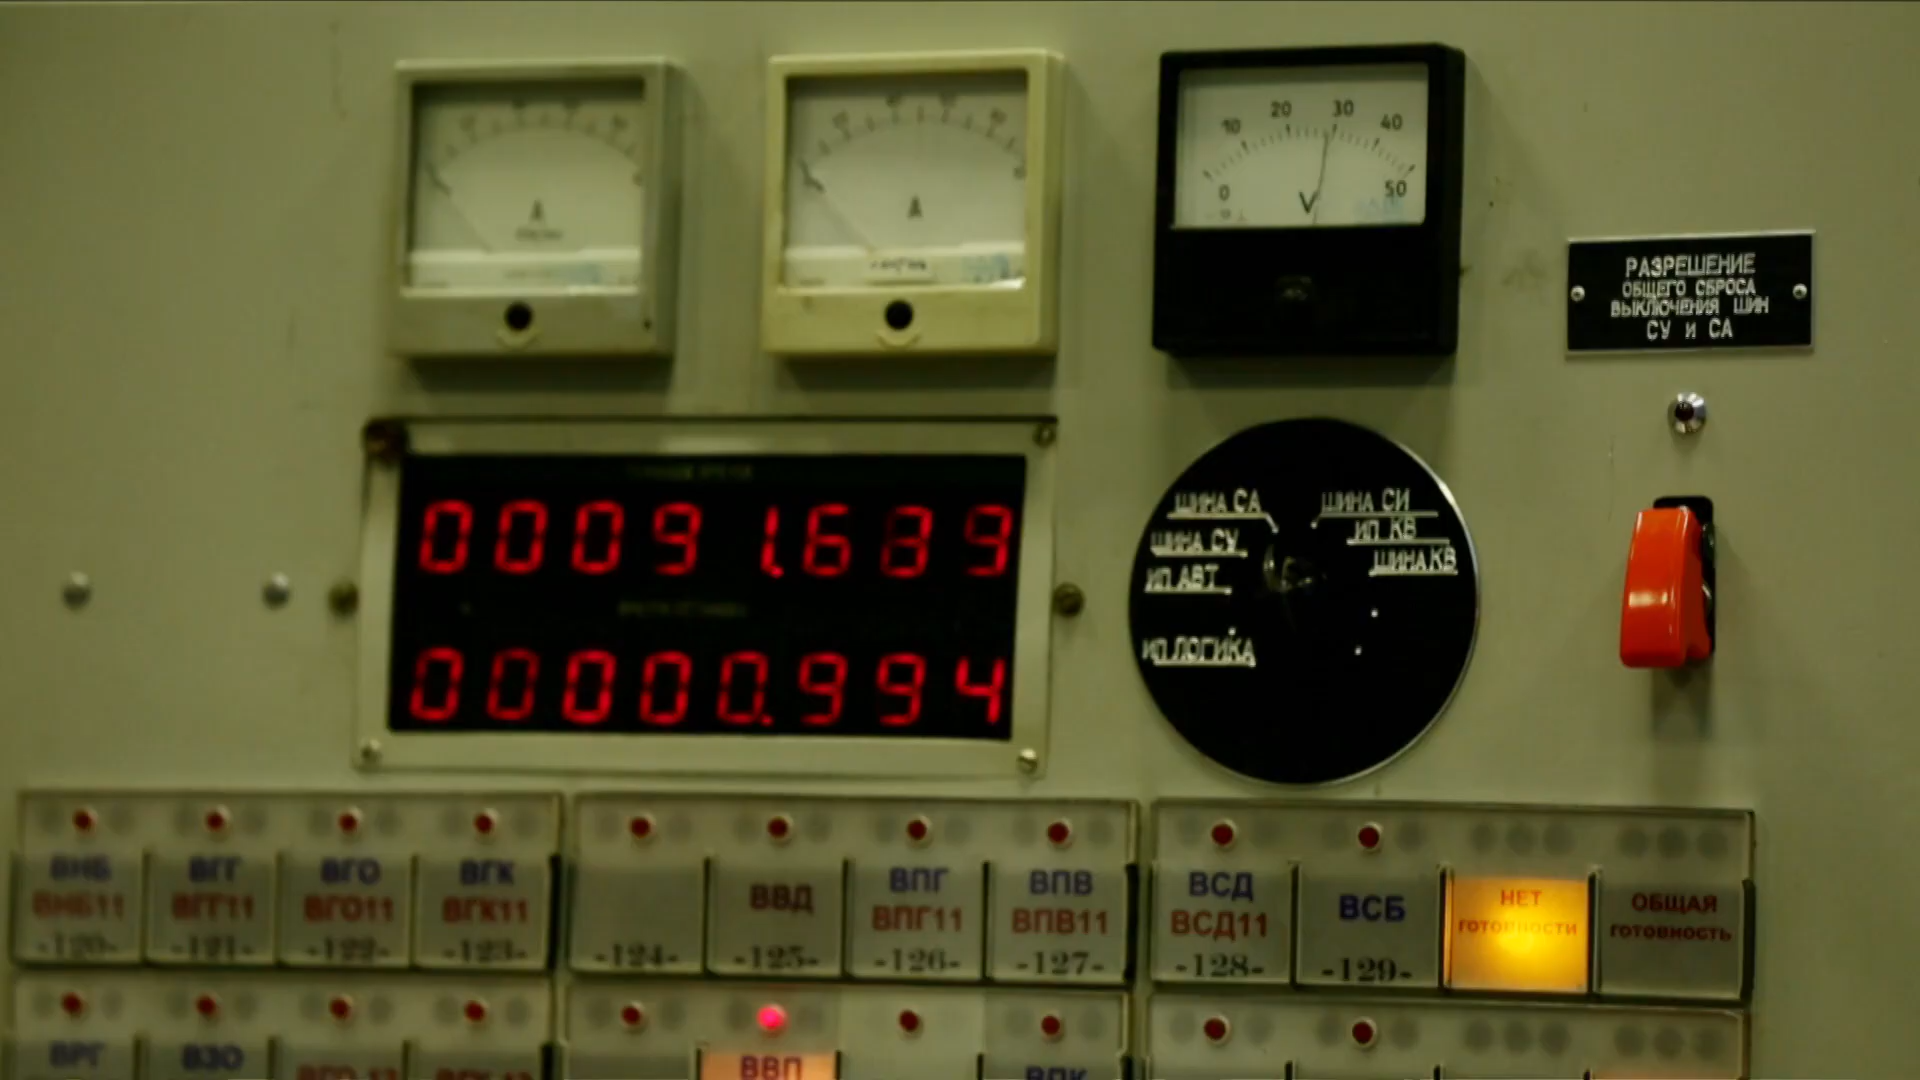 A
A
10 20 30 40
0 50
V
РАЗРЕШЕНИЕ
ОБЩЕГО СБРОСА
ВЫКЛЮЧЕНИЯ ШИН
СУ и СА
00091.639
00000.994
ШИНА СА
ШИНА СУ
ИП АВТ
ИП ЛОГИКА
ШИНА СИ
ИП КВ
ШИНА КВ
ВНБ
ВНБ11
-120-
ВГГ
ВГГ11
-121-
ВГО
ВГО11
-122-
ВГК
ВГК11
-123-
-124-
ВВД
-125-
ВПГ
ВПГ11
-126-
ВПВ
ВПВ11
-127-
ВСД
ВСД11
-128-
ВСБ
-129-
НЕТ
готовности
ОБЩАЯ
готовность
ВРГ
ВЗО
ВВП
ВПК